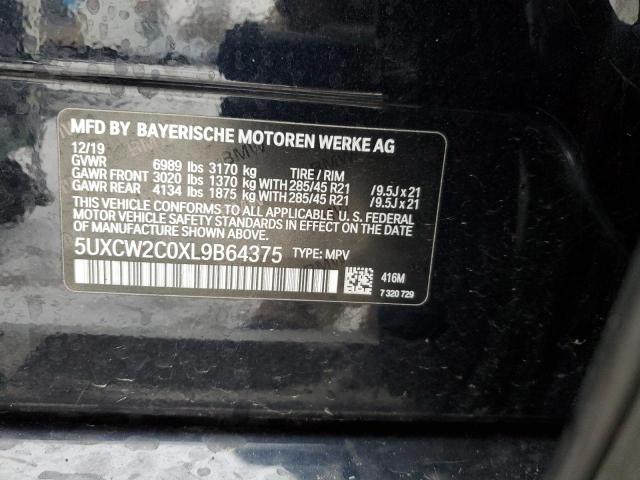 MFD BY BAYERISCHE MOTOREN WERKE AG
12/19
GVWR 6989 lbs 3170 kg TIRE / RIM
GAWR FRONT 3020 lbs 1370 kg WITH 285/45 R21 /9.5J x 21
GAWR REAR 4134 lbs 1875 kg WITH 285/45 R21 /9.5J x 21
THIS VEHICLE CONFORMS TO ALL APPLICABLE U.S. FEDERAL
MOTOR VEHICLE SAFETY STANDARDS IN EFFECT ON THE
DATE OF MANUFACTURE SHOWN ABOVE.
5UXCW2C0XL9B64375 TYPE: MPV
416M
7 320 729